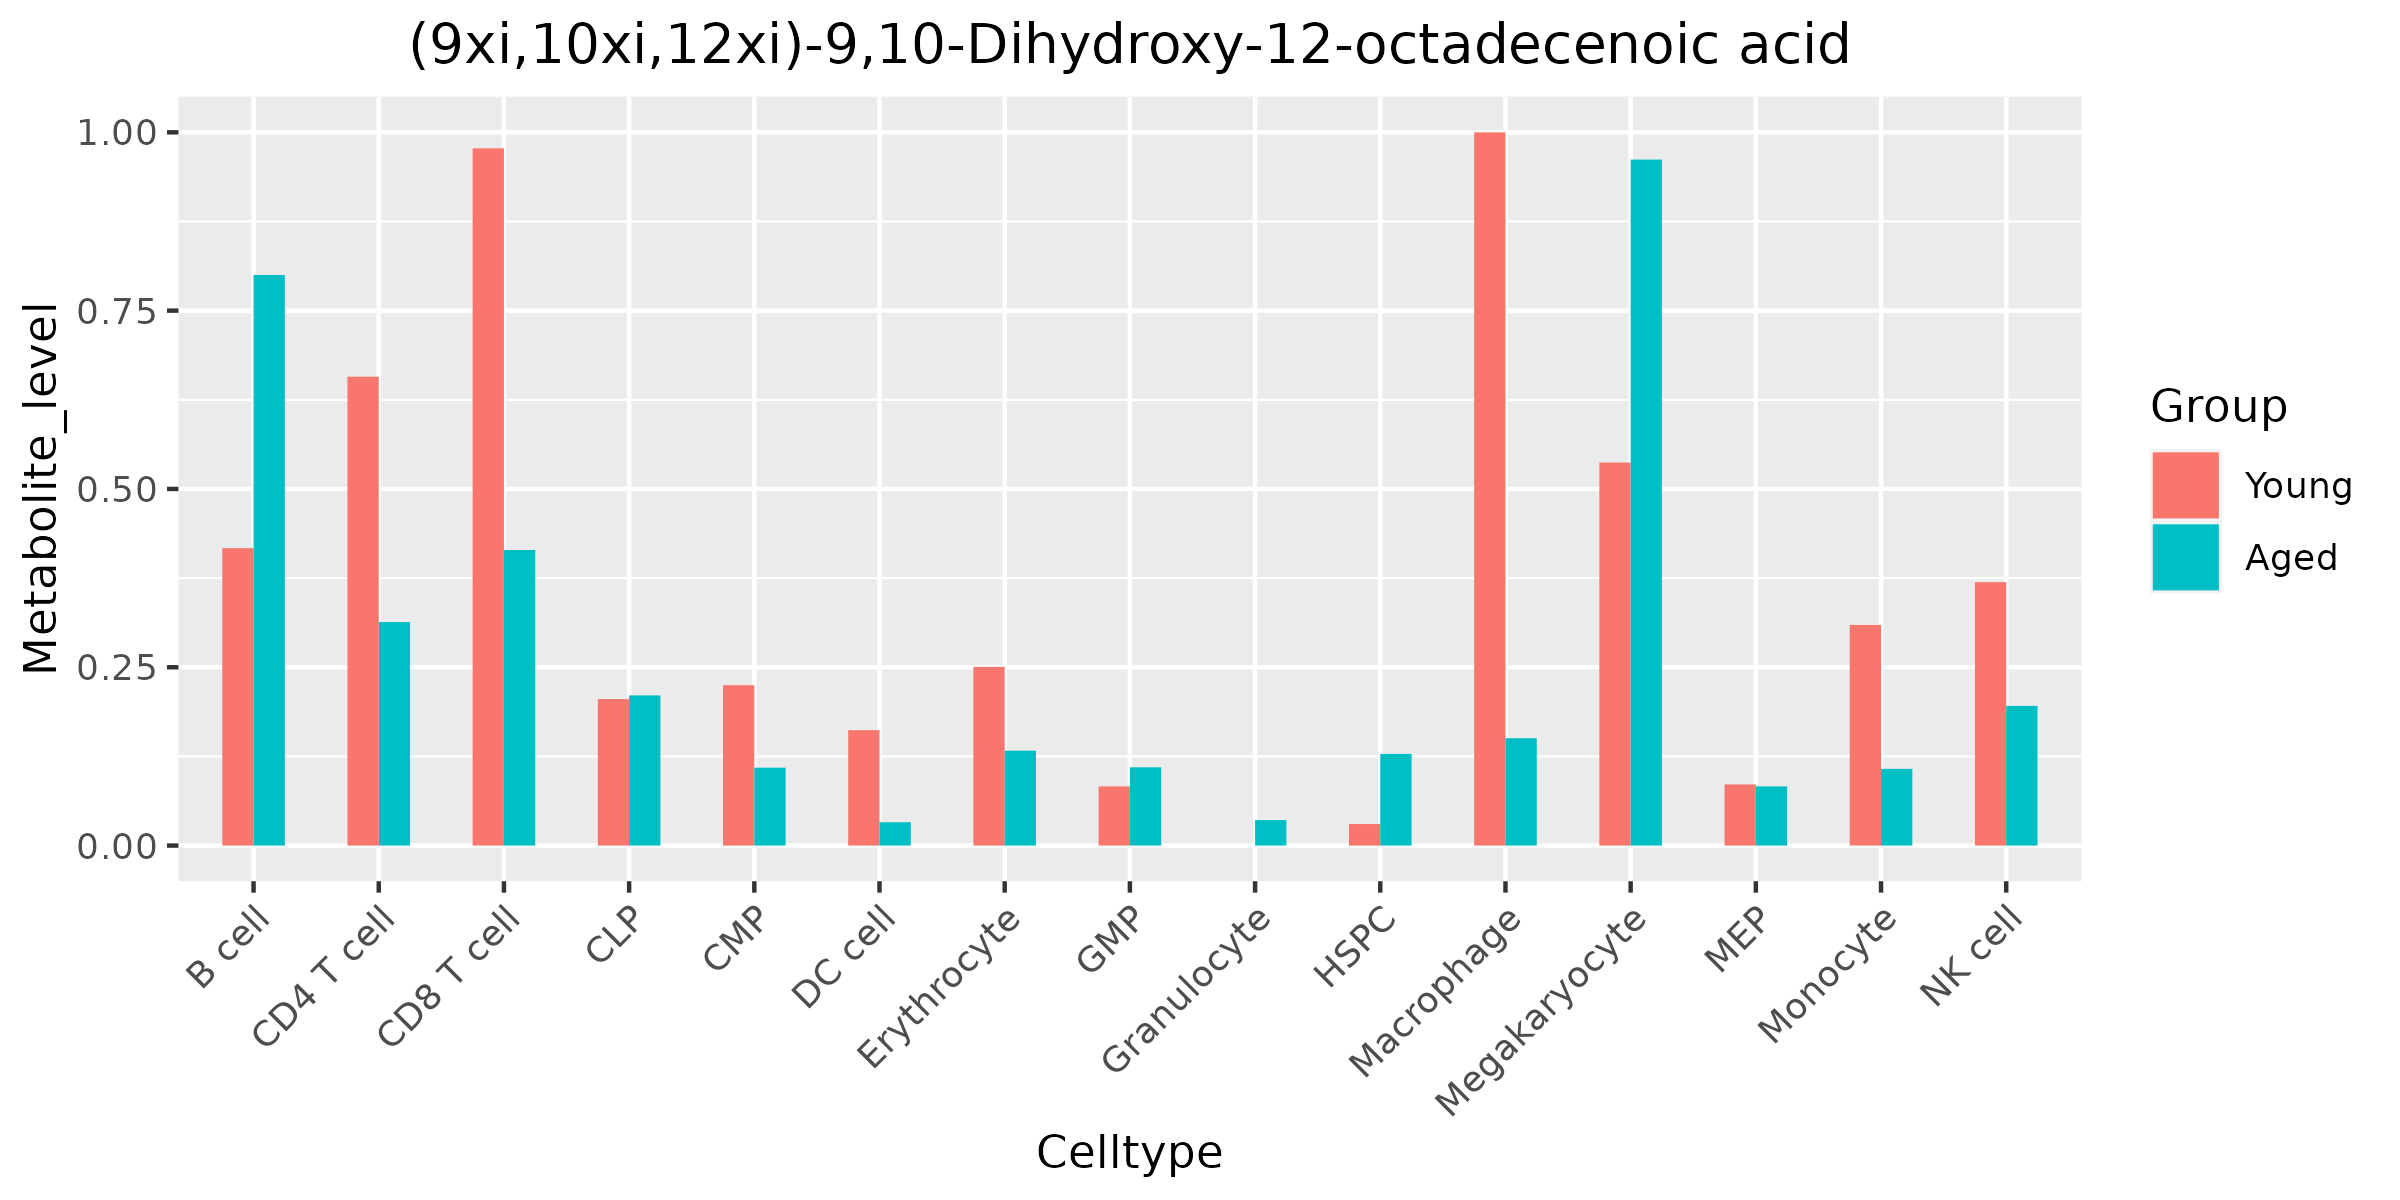 (9xi,10xi,12xi)-9,10-Dihydroxy-12-octadecenoic acid
Metabolite_level
1.00
0.75
0.50
0.25
0.00
B cell
CD4 T cell
CD8 T cell
CLP
CMP
DC cell
Erythrocyte
GMP
Granulocyte
HSPC
Macrophage
Megakaryocyte
MEP
Monocyte
NK cell
Celltype
Group
Young
Aged